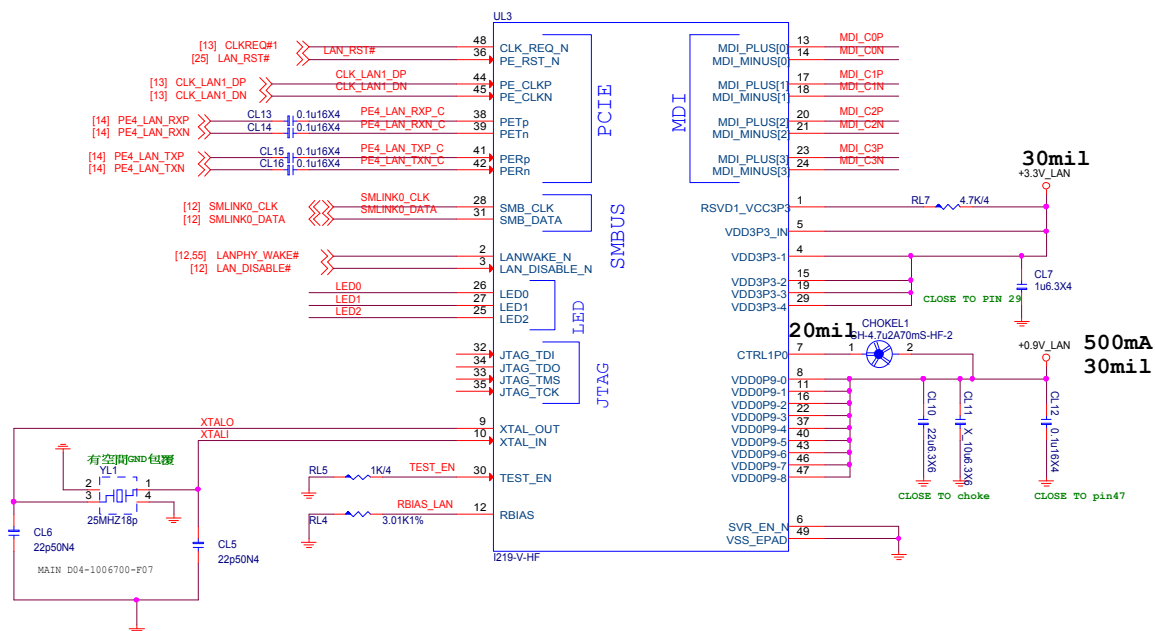 UL3
[13] CLKREQ#1 48 CLK_REQ_N MDI_PLUS[0] 13 MDI_C0P
[25] LAN_RST# LAN_RST# 36 PE_RST_N MDI_MINUS[0] 14 MDI_C0N
[13] CLK_LAN1_DP CLK_LAN1_DP 44 PE_CLKP MDI_PLUS[1] 17 MDI_C1P
[13] CLK_LAN1_DN CLK_LAN1_DN 45 PE_CLKN MDI_MINUS[1] 18 MDI_C1N
PCIE
MDI
[14] PE4_LAN_RXP CL13 0.1u16X4 PE4_LAN_RXP_C 38 PETp MDI_PLUS[2] 20 MDI_C2P
[14] PE4_LAN_RXN CL14 0.1u16X4 PE4_LAN_RXN_C 39 PETn MDI_MINUS[2] 21 MDI_C2N
[14] PE4_LAN_TXP CL15 0.1u16X4 PE4_LAN_TXP_C 41 PERp MDI_PLUS[3] 23 MDI_C3P
[14] PE4_LAN_TXN CL16 0.1u16X4 PE4_LAN_TXN_C 42 PERn MDI_MINUS[3] 24 MDI_C3N
30mil
+3.3V_LAN
[12] SMLINK0_CLK SMLINK0_CLK 28 SMB_CLK RSVD1_VCC3P3 1 RL7 4.7K/4
[12] SMLINK0_DATA SMLINK0_DATA 31 SMB_DATA
SMBUS
VDD3P3_IN 5
[12,55] LANPHY_WAKE# 2 LANWAKE_N VDD3P3-1 4
[12] LAN_DISABLE# 3 LAN_DISABLE_N
CL7
1u6.3X4
VDD3P3-2 15
VDD3P3-3 19
VDD3P3-4 29
CLOSE TO PIN 29
LED0 26 LED0
LED1 27 LED1
LED2 25 LED2
LED
20mil
CHOKEL1
CH-4.7u2A70mS-HF-2
CTRL1P0 7 1 2
+0.9V_LAN
500mA
30mil
32 JTAG_TDI
34 JTAG_TDO
33 JTAG_TMS
35 JTAG_TCK
JTAG
VDD0P9-0 8
VDD0P9-1 11
VDD0P9-2 16
VDD0P9-3 22
VDD0P9-4 37
VDD0P9-5 40
VDD0P9-6 43
VDD0P9-7 46
VDD0P9-8 47
CL10 22u6.3X6
CL11 X_10u6.3X6
CL12 0.1u16X4
CLOSE TO choke
CLOSE TO pin47
XTALO 9 XTAL_OUT
XTALI 10 XTAL_IN
有空間GND包覆
YL1
2 1
3 4
25MHZ18p
RL5 1K/4 TEST_EN 30 TEST_EN
RL4 3.01K1% RBIAS_LAN 12 RBIAS
CL6
22p50N4
CL5
22p50N4
MAIN D04-1006700-F07
SVR_EN_N 6
VSS_EPAD 49
I219-V-HF